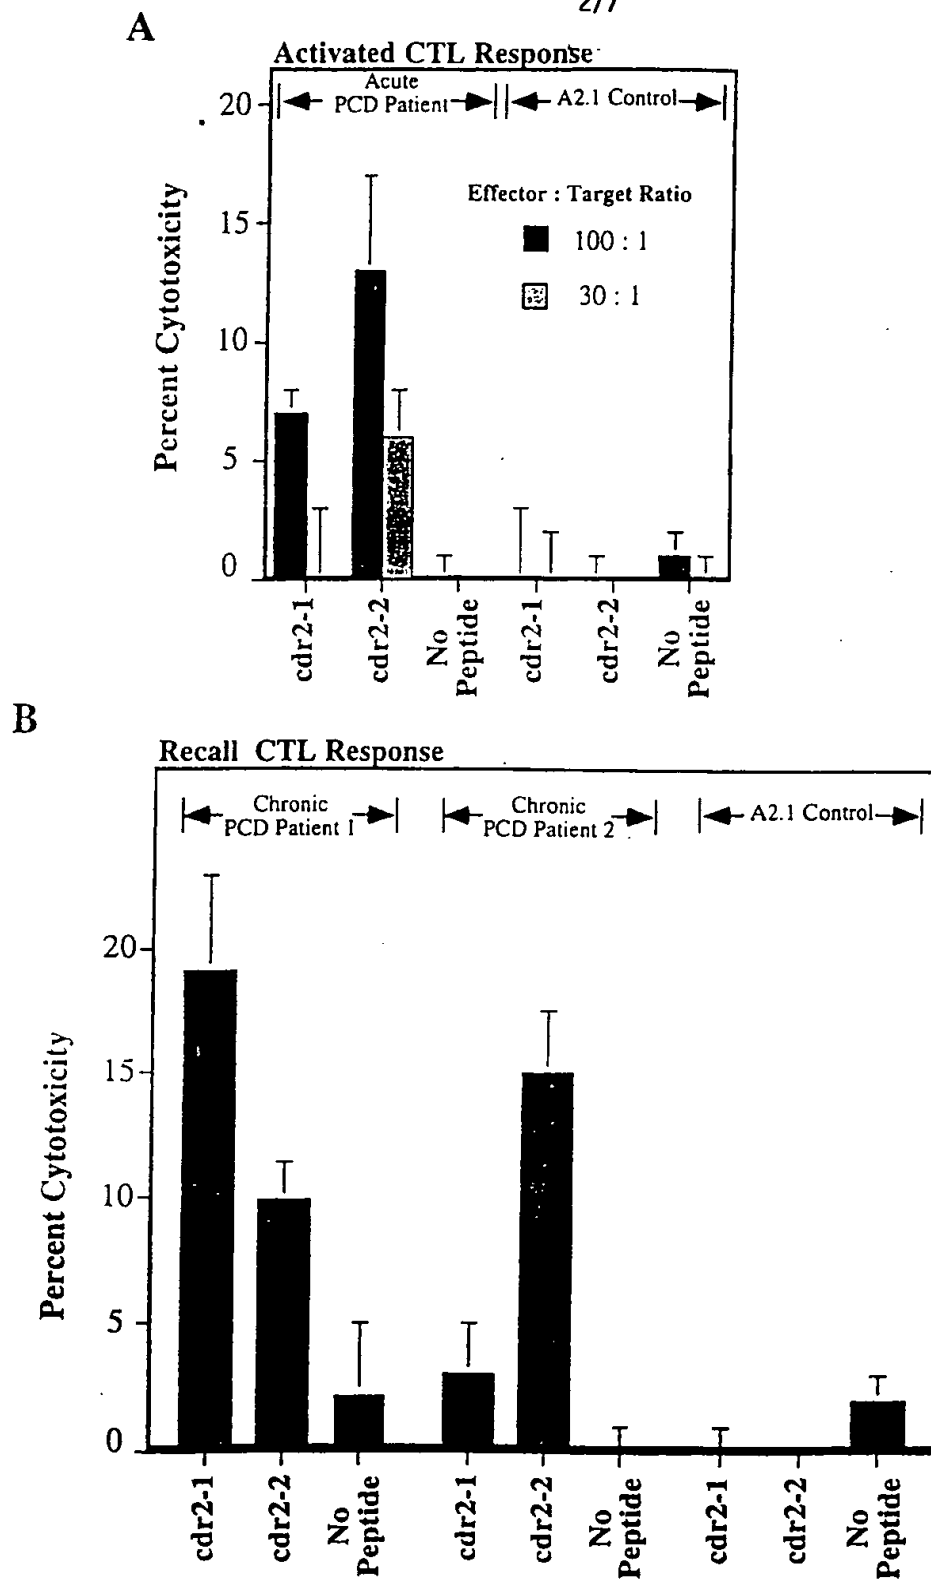 2/7
A
Activated CTL Response
Acute
PCD Patient
A2.1 Control
20
15
10
5
0
Percent Cytotoxicity
Effector : Target Ratio
100 : 1
30 : 1
cdr2-1
cdr2-2
No
Peptide
cdr2-1
cdr2-2
No
Peptide
B
Recall CTL Response
Chronic
PCD Patient 1
Chronic
PCD Patient 2
A2.1 Control
20
15
10
5
0
Percent Cytotoxicity
cdr2-1
cdr2-2
No
Peptide
cdr2-1
cdr2-2
No
Peptide
cdr2-1
cdr2-2
No
Peptide